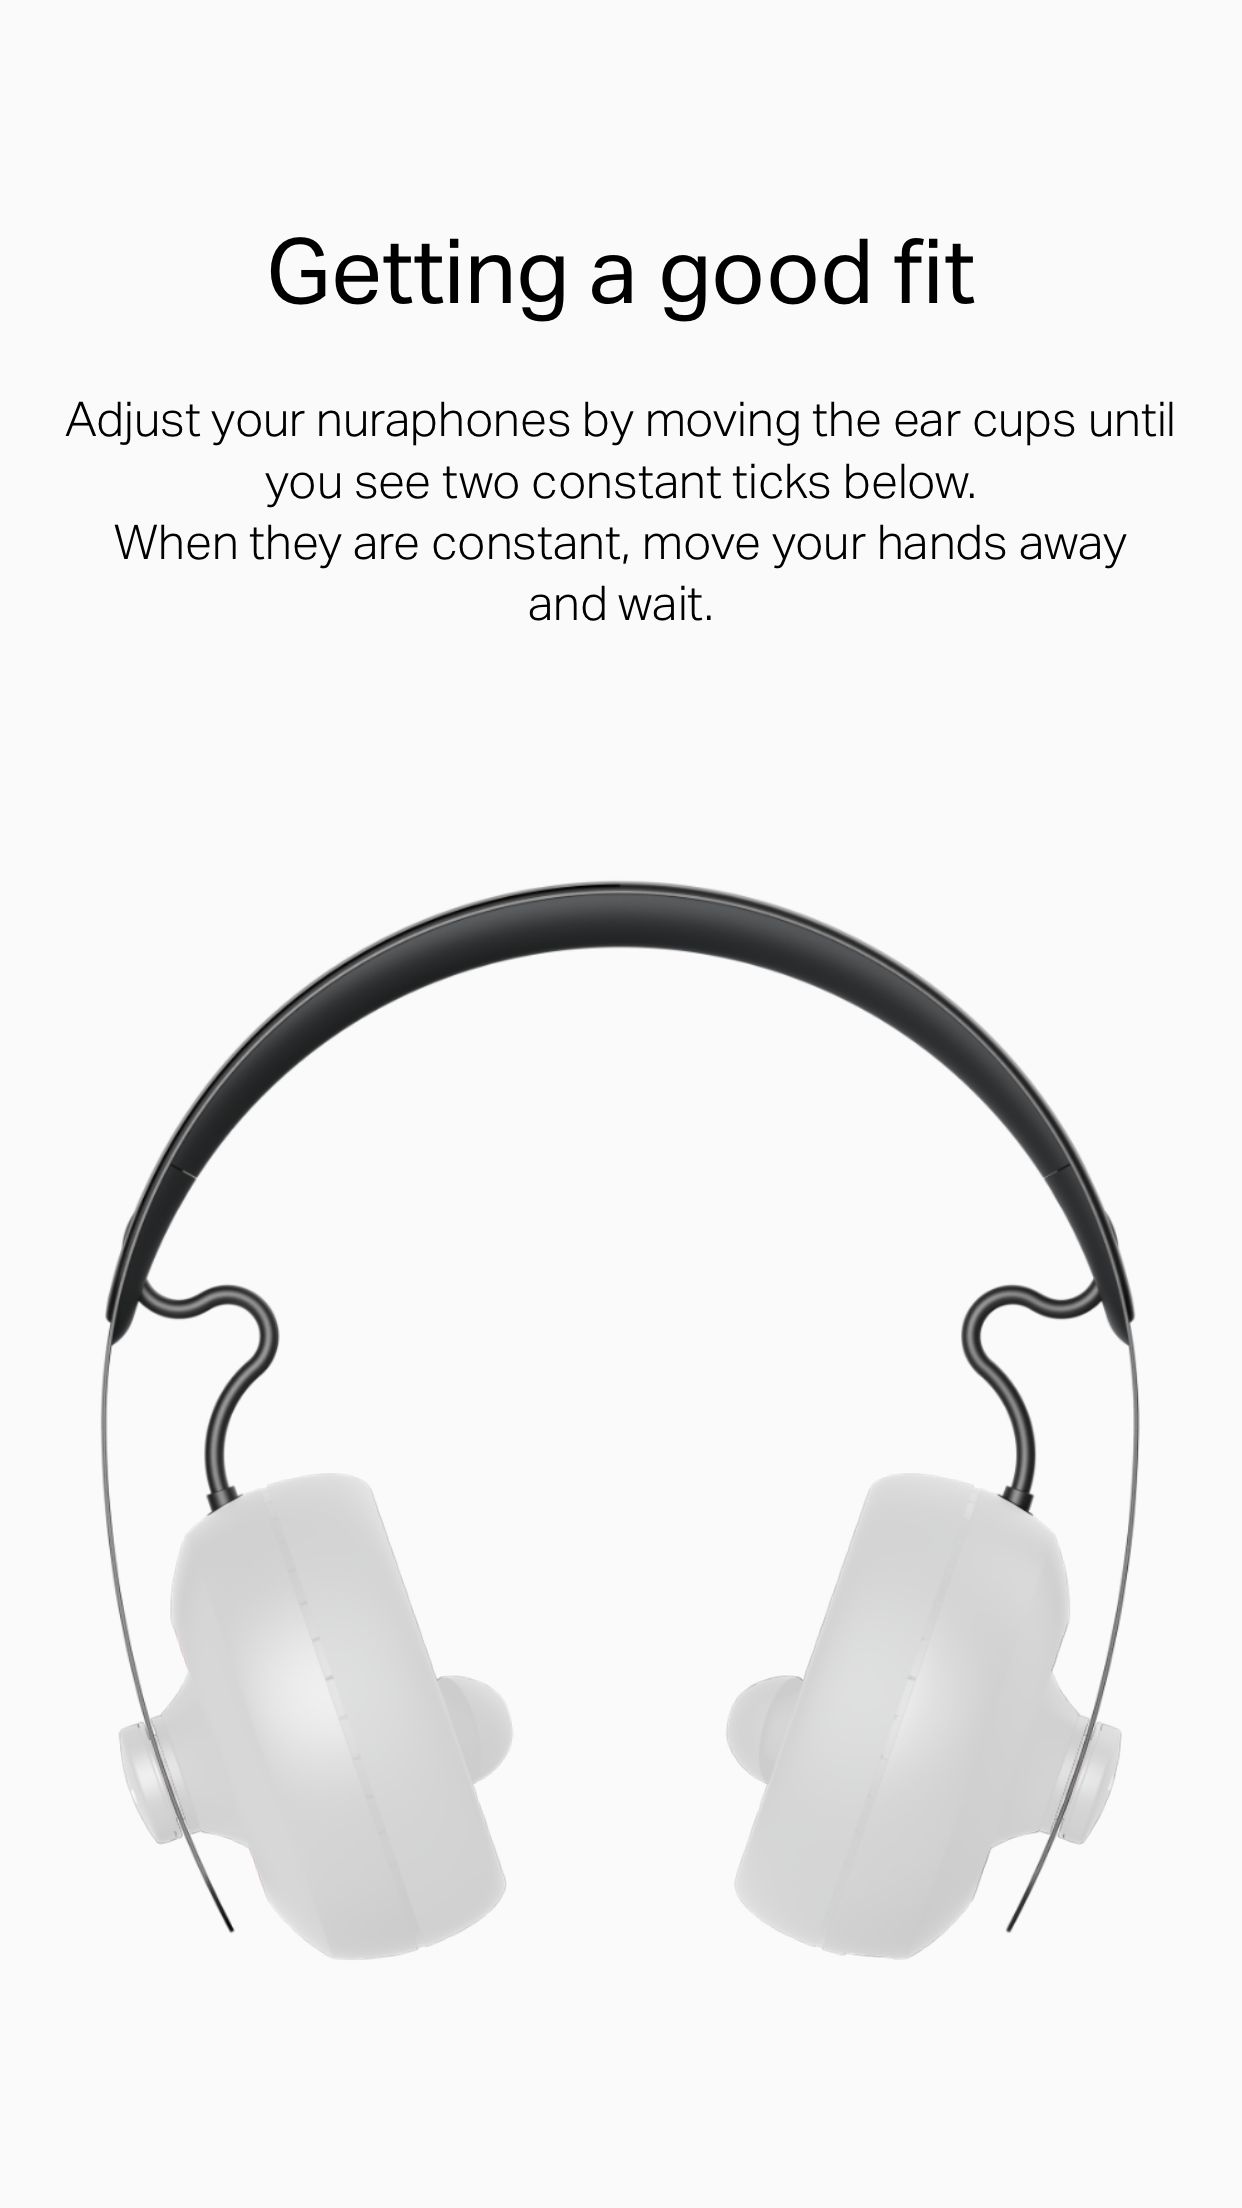 Getting a good fit
Adjust your nuraphones by moving the ear cups until
you see two constant ticks below.
When they are constant, move your hands away
and wait.